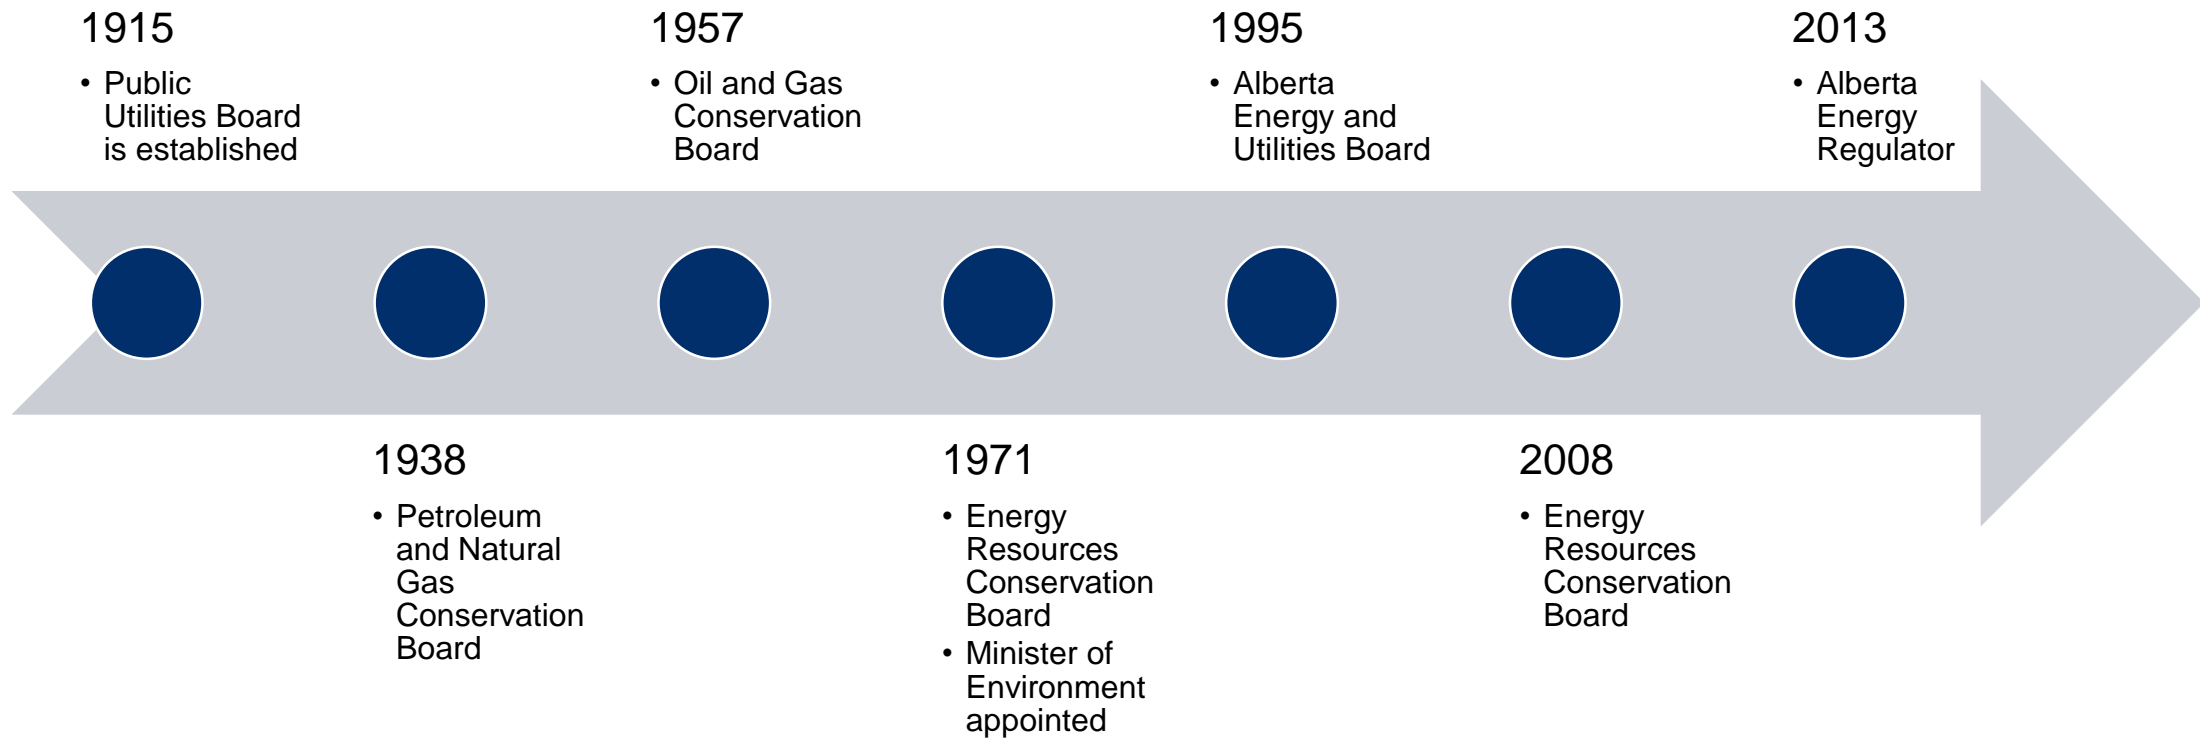 1915
• Public
Utilities Board
is established
1938
• Petroleum
and Natural
Gas
Conservation
Board
1957
• Oil and Gas
Conservation
Board
1971
• Energy
Resources
Conservation
Board
• Minister of
Environment
appointed
1995
• Alberta
Energy and
Utilities Board
2008
• Energy
Resources
Conservation
Board
2013
• Alberta
Energy
Regulator